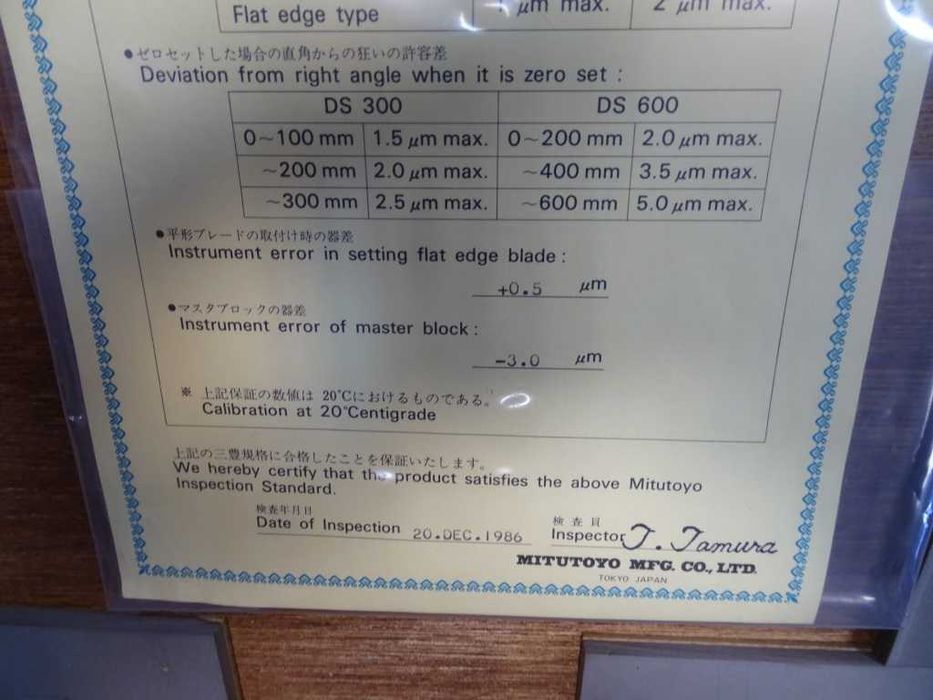 Flat edge type μm max. 2 μm max.
●ゼロセットした場合の直角からの狂いの許容差
Deviation from right angle when it is zero set :
DS 300 DS 600
0~100 mm 1.5 μm max. 0~200 mm 2.0 μm max.
~200 mm 2.0 μm max. ~400 mm 3.5 μm max.
~300 mm 2.5 μm max. ~600 mm 5.0 μm max.
●平形ブレードの取付け時の器差
Instrument error in setting flat edge blade :
+0.5 μm
●マスタブロックの器差
Instrument error of master block :
-3.0 μm
※ 上記保証の数値は 20℃におけるものである。
Calibration at 20°Centigrade
上記の三豊規格に合格したことを保証いたします。
We hereby certify that the product satisfies the above Mitutoyo
Inspection Standard.
検査年月日
Date of Inspection 20.DEC.1986
検査員
Inspector T. Tamura
MITUTOYO MFG. CO., LTD.
TOKYO JAPAN